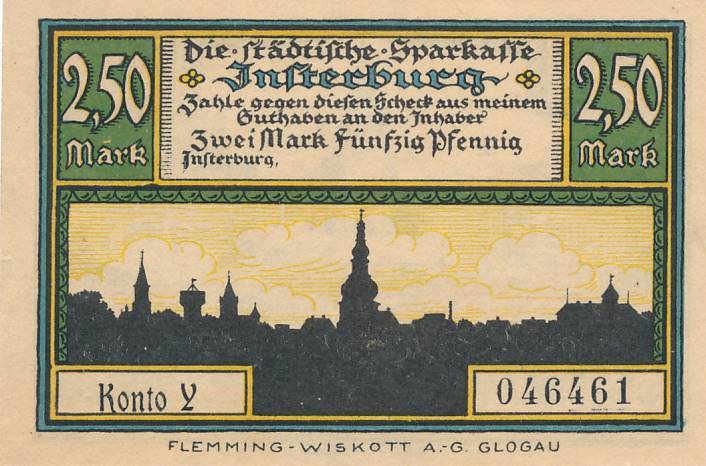 2,50
Mark
Die städtische Sparkasse
Insterburg
Zahle gegen diesen Scheck aus meinem
Guthaben an den Inhaber
Zwei Mark Fünfzig Pfennig
Insterburg,
2,50
Mark
Konto Y
046461
FLEMMING-WISKOTT A.-G. GLOGAU